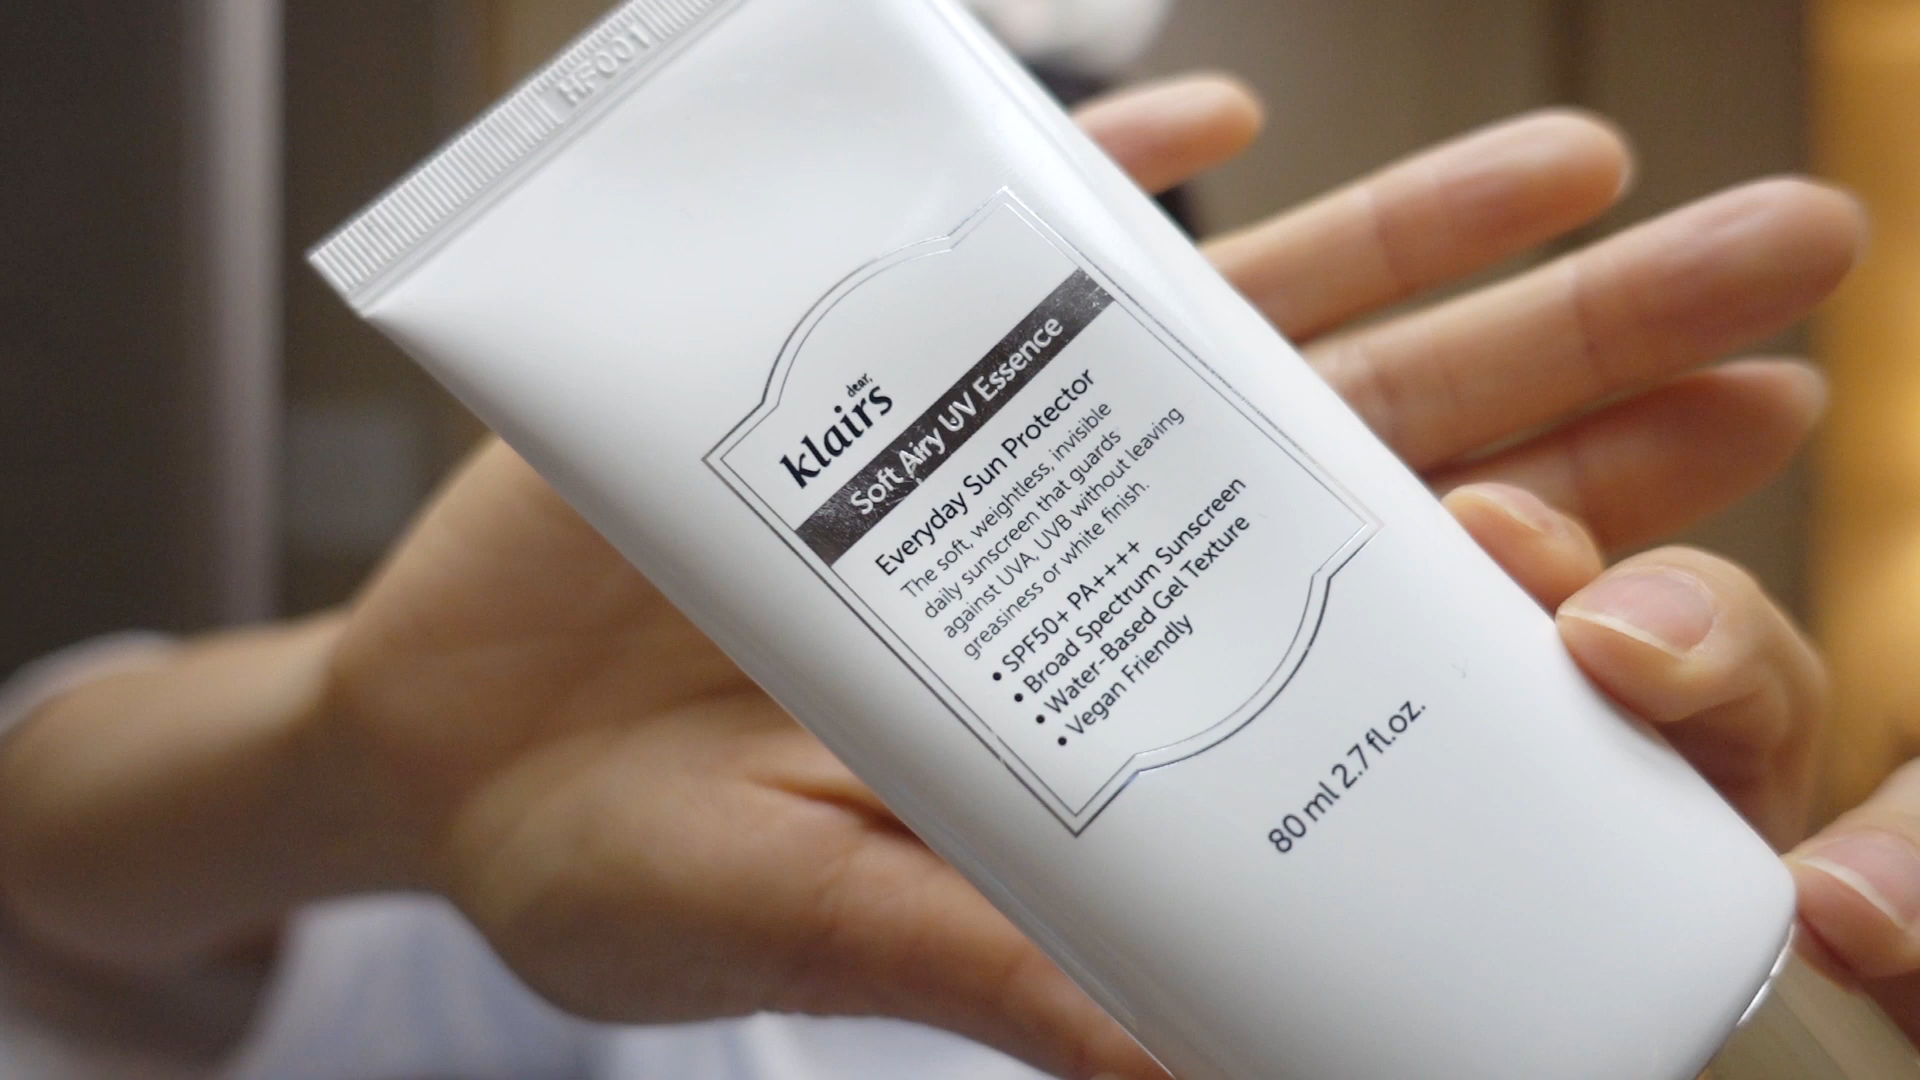 HF001
dear,
klairs
Soft Airy UV Essence
Everyday Sun Protector
The soft, weightless, invisible
daily sunscreen that guards
against UVA, UVB without leaving
greasiness or white finish.
• SPF50+ PA++++
• Broad Spectrum Sunscreen
• Water-Based Gel Texture
• Vegan Friendly
80 ml 2.7 fl.oz.